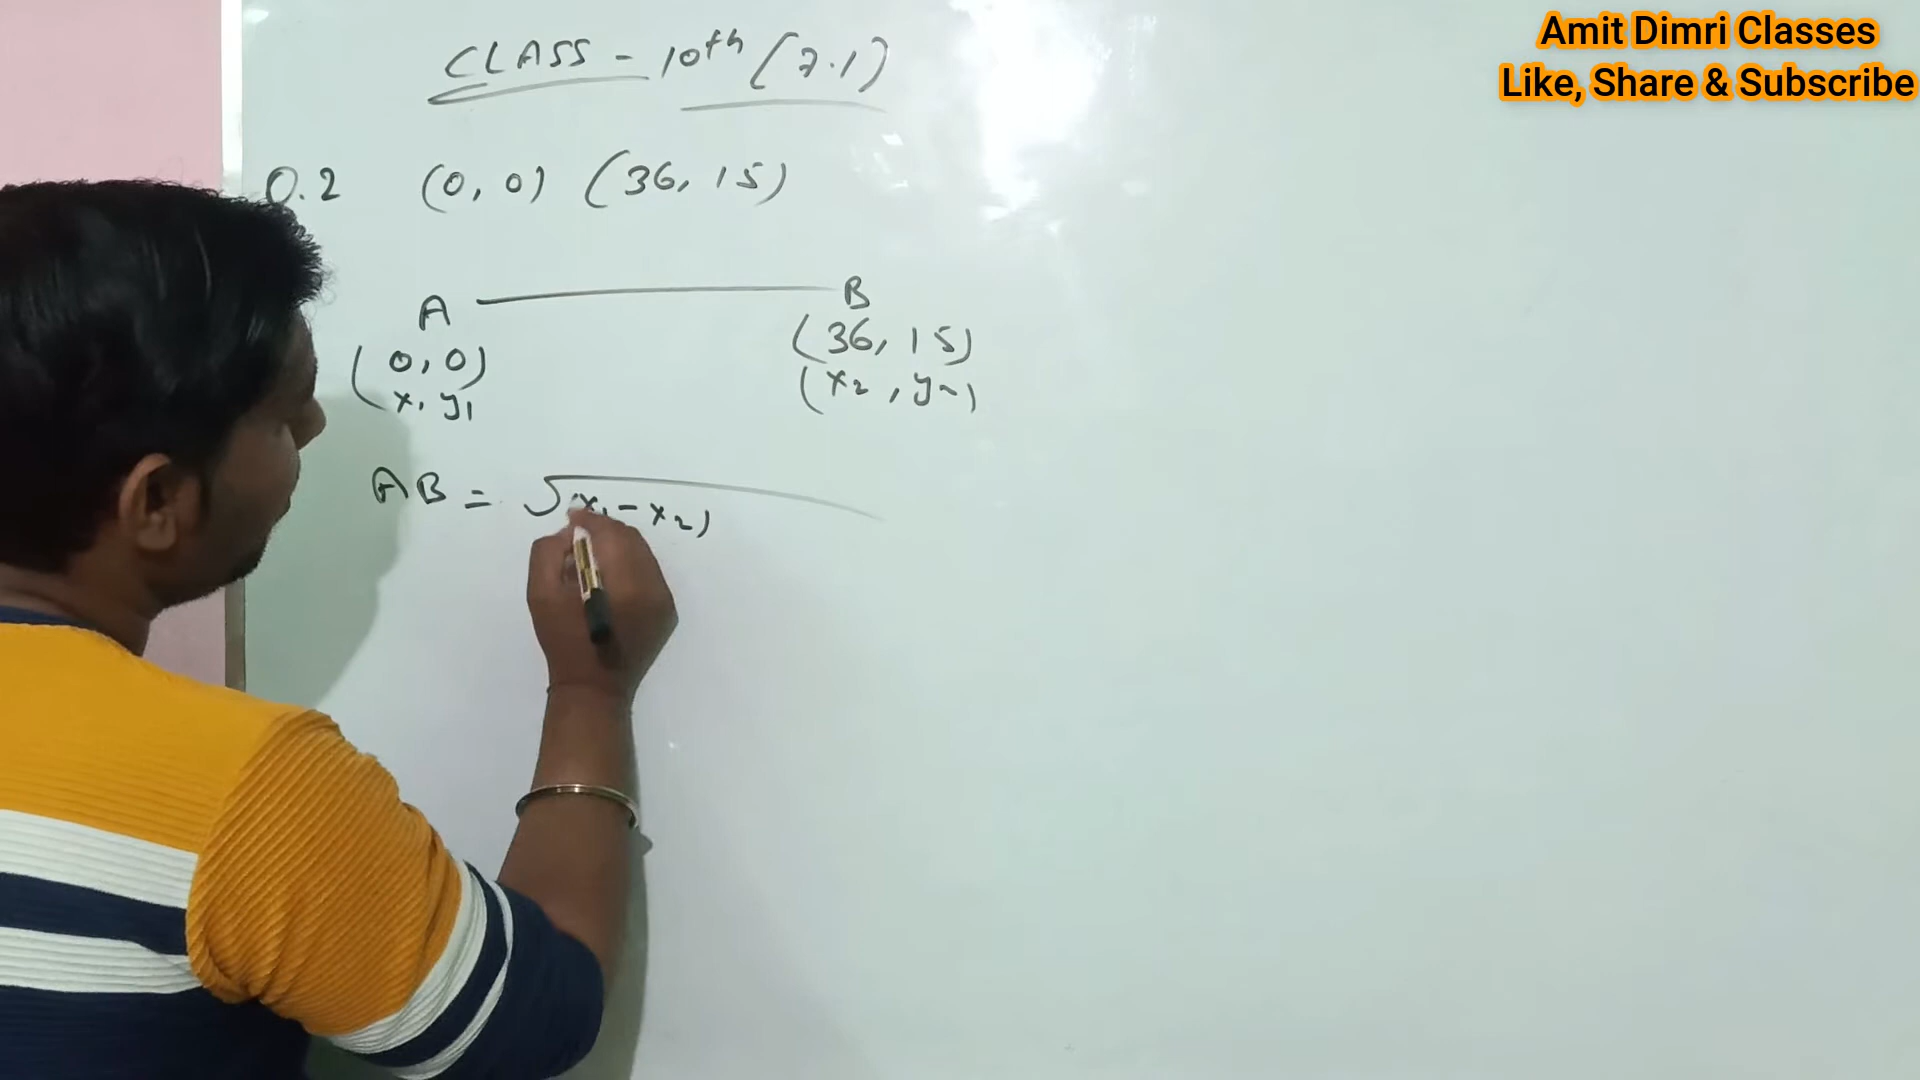 Amit Dimri Classes
Like, Share & Subscribe
CLASS - 10th (7.1)
Q.2 (0, 0) (36, 15)
A B
(0, 0) (36, 15)
x1 y1 (x2, y2)
AB = √(x1 - x2)